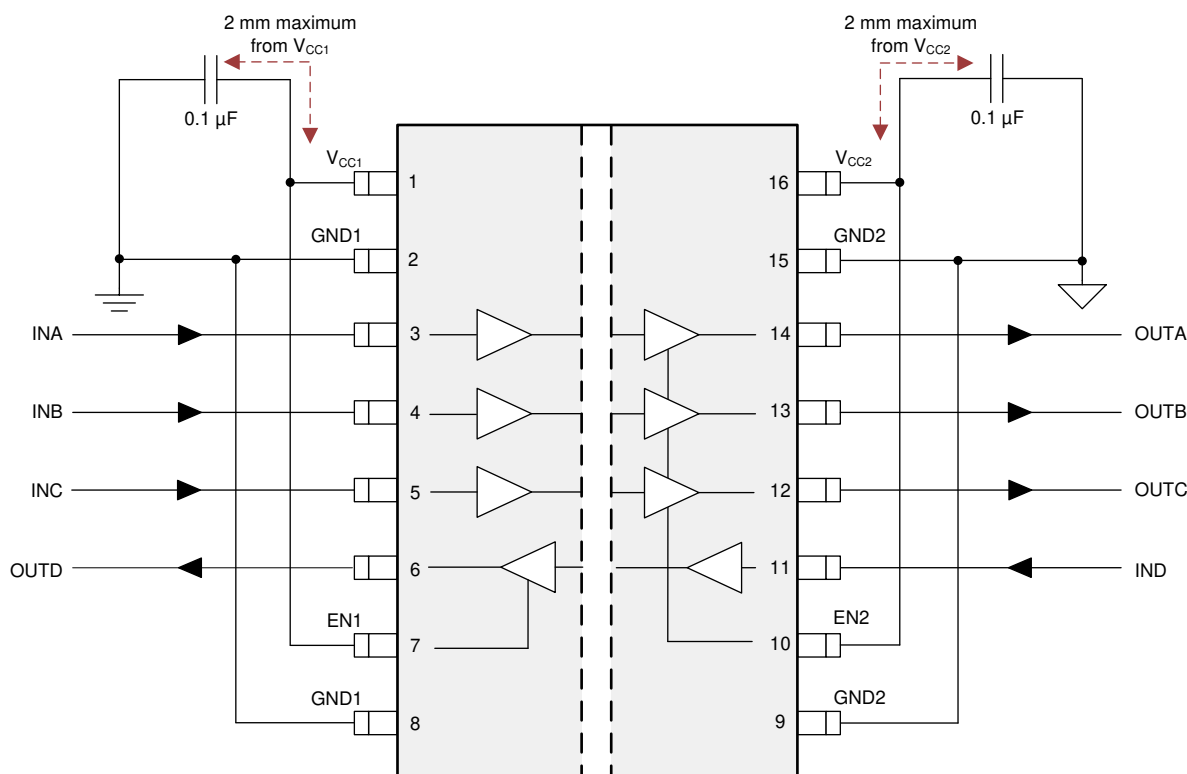 2 mm maximum
from VCC1
2 mm maximum
from VCC2
0.1 µF
0.1 µF
VCC1
1
16
VCC2
GND1
2
15
GND2
INA
3
14
OUTA
INB
4
13
OUTB
INC
5
12
OUTC
OUTD
6
11
IND
EN1
7
10
EN2
GND1
8
9
GND2